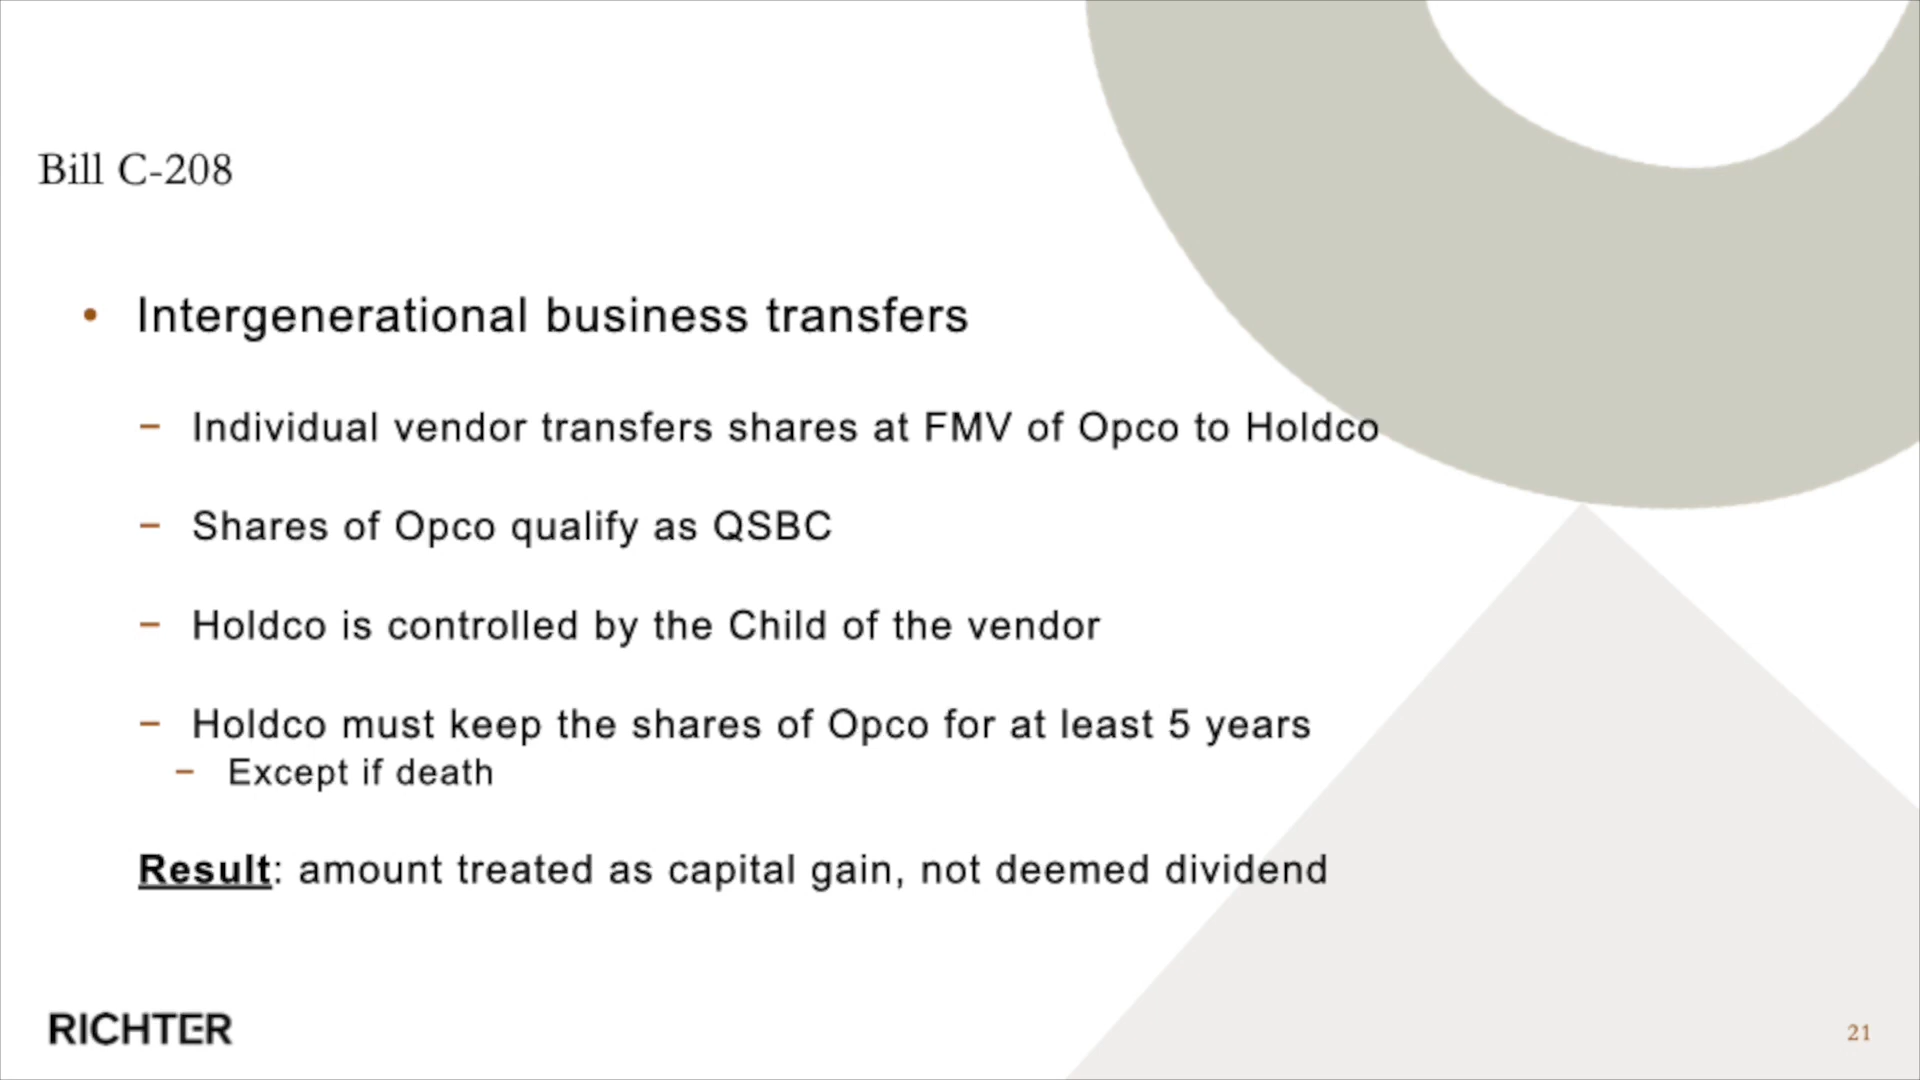 Bill C-208
• Intergenerational business transfers
– Individual vendor transfers shares at FMV of Opco to Holdco
– Shares of Opco qualify as QSBC
– Holdco is controlled by the Child of the vendor
– Holdco must keep the shares of Opco for at least 5 years
– Except if death
Result: amount treated as capital gain, not deemed dividend
RICHTER
21